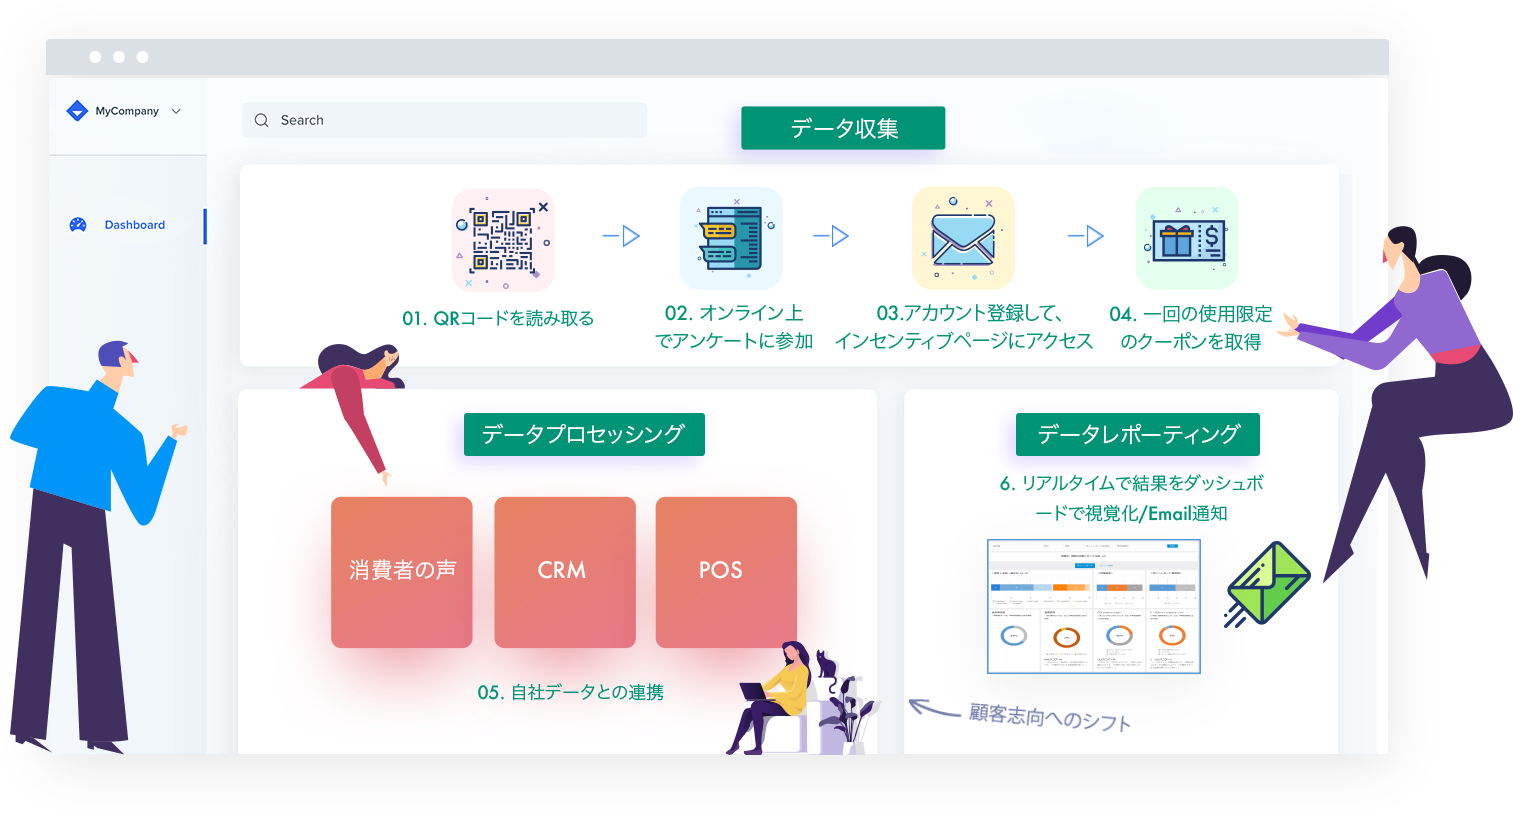 MyCompany
Search
データ収集
Dashboard
01. QRコードを読み取る
02. オンライン上
でアンケートに参加
03.アカウント登録して、
インセンティブページにアクセス
04. 一回の使用限定
のクーポンを取得
データプロセッシング
消費者の声
CRM
POS
05. 自社データとの連携
データレポーティング
6. リアルタイムで結果をダッシュボ
ードで視覚化/Email通知
顧客志向へのシフト